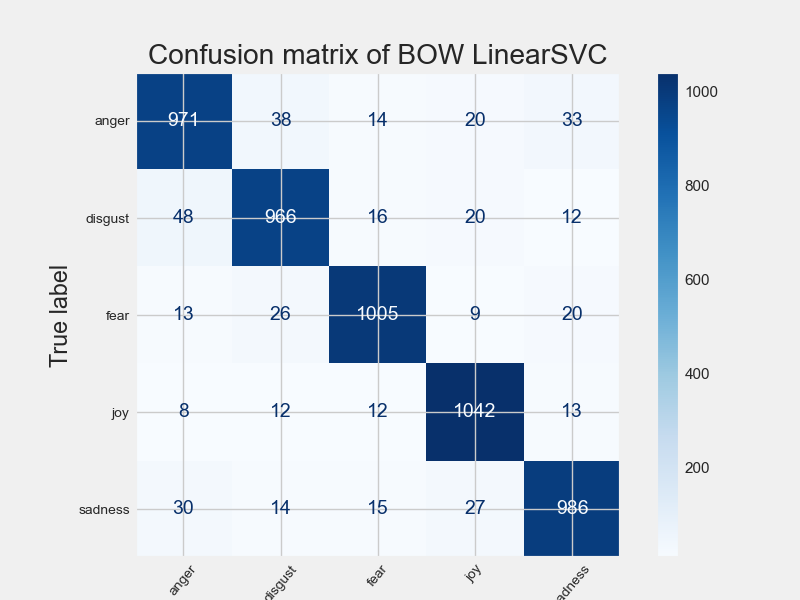 Confusion matrix of BOW LinearSVC
anger 971 38 14 20 33
disgust 48 966 16 20 12
fear 13 26 1005 9 20
joy 8 12 12 1042 13
sadness 30 14 15 27 986
True label
anger disgust fear joy adness
1000
800
600
400
200